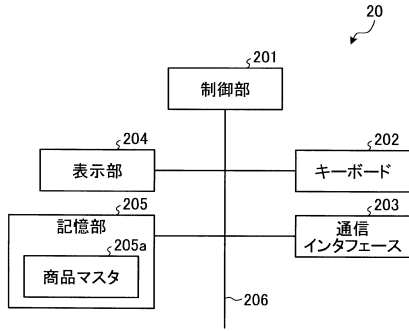 20
201
制御部
204
表示部
202
キーボード
205
記憶部
205a
商品マスタ
203
通信
インタフェース
206